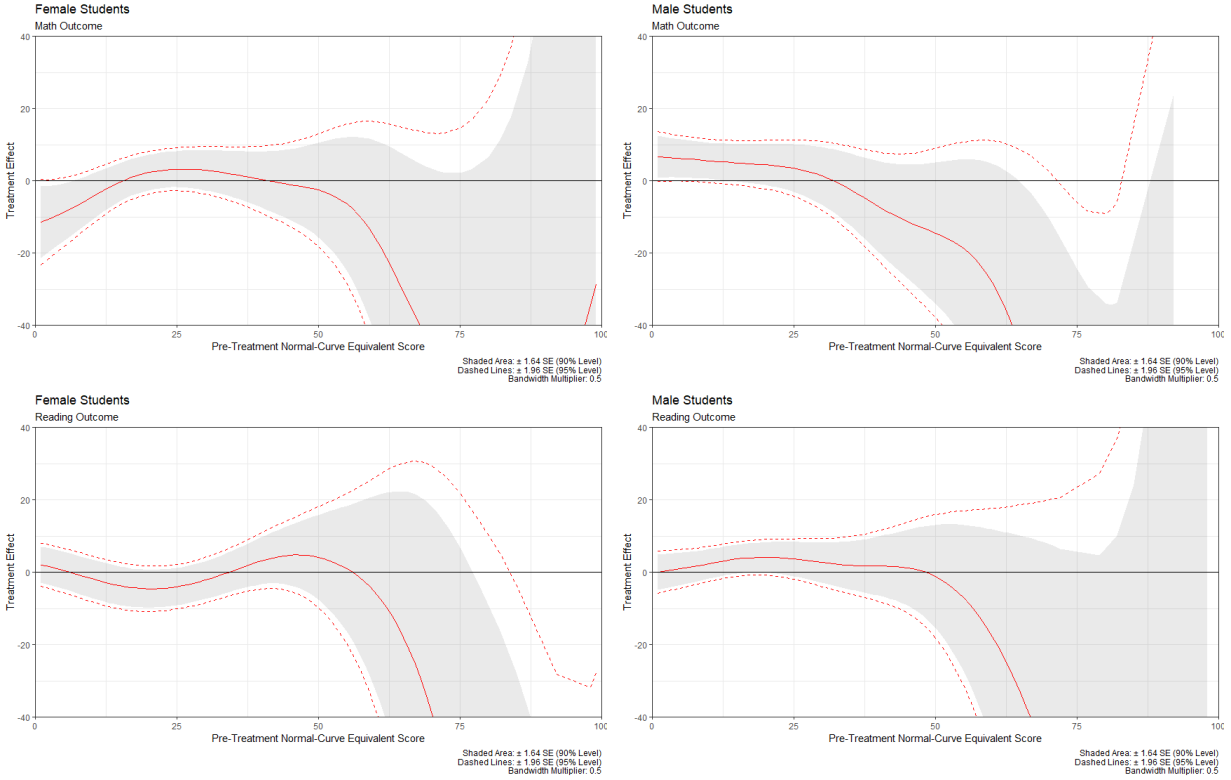 Female Students
Math Outcome
40
20
0
-20
-40
Treatment Effect
0
25
50
75
100
Pre-Treatment Normal-Curve Equivalent Score
Shaded Area: ± 1.64 SE (90% Level)
Dashed Lines: ± 1.96 SE (95% Level)
Bandwidth Multiplier: 0.5
Male Students
Math Outcome
40
20
0
-20
-40
Treatment Effect
0
25
50
75
100
Pre-Treatment Normal-Curve Equivalent Score
Shaded Area: ± 1.64 SE (90% Level)
Dashed Lines: ± 1.96 SE (95% Level)
Bandwidth Multiplier: 0.5
Female Students
Reading Outcome
40
20
0
-20
-40
Treatment Effect
0
25
50
75
100
Pre-Treatment Normal-Curve Equivalent Score
Shaded Area: ± 1.64 SE (90% Level)
Dashed Lines: ± 1.96 SE (95% Level)
Bandwidth Multiplier: 0.5
Male Students
Reading Outcome
40
20
0
-20
-40
Treatment Effect
0
25
50
75
100
Pre-Treatment Normal-Curve Equivalent Score
Shaded Area: ± 1.64 SE (90% Level)
Dashed Lines: ± 1.96 SE (95% Level)
Bandwidth Multiplier: 0.5